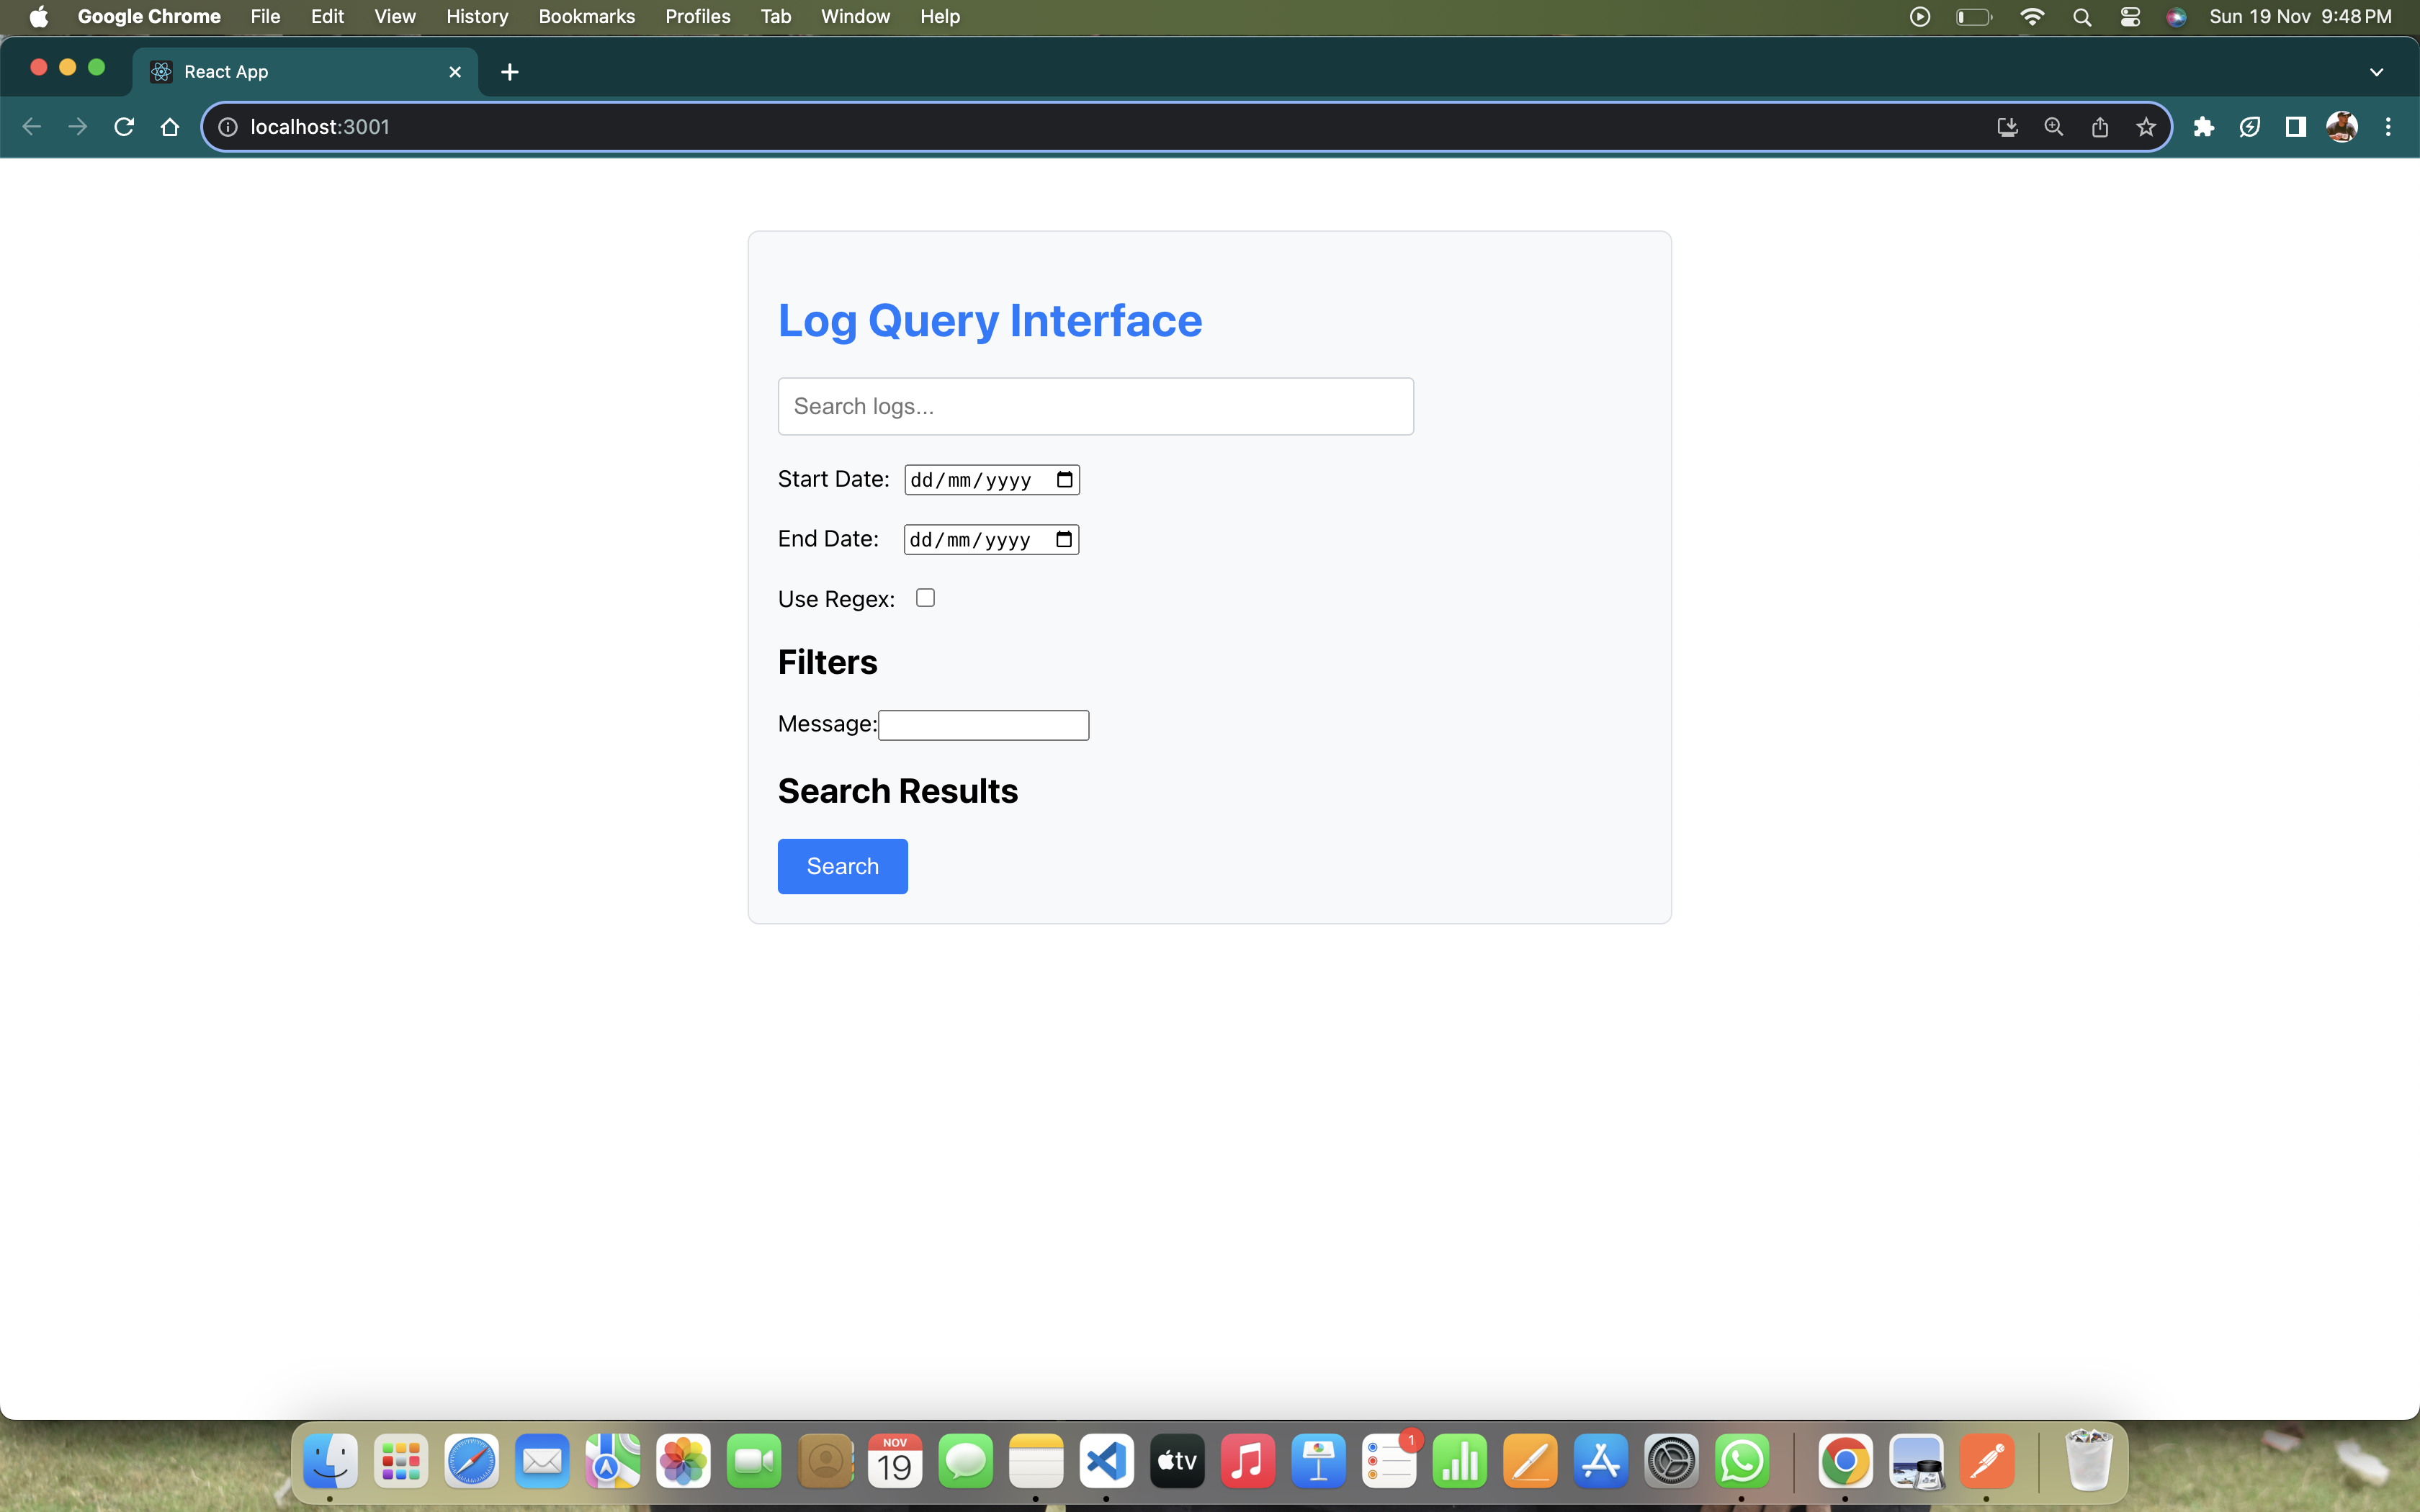 Google Chrome File Edit View History Bookmarks Profiles Tab Window Help Sun 19 Nov 9:48 PM
React App
localhost:3001
Log Query Interface
Search logs...
Start Date: dd/mm/yyyy
End Date: dd/mm/yyyy
Use Regex:
Filters
Message:
Search Results
Search
NOV
19
tv
1